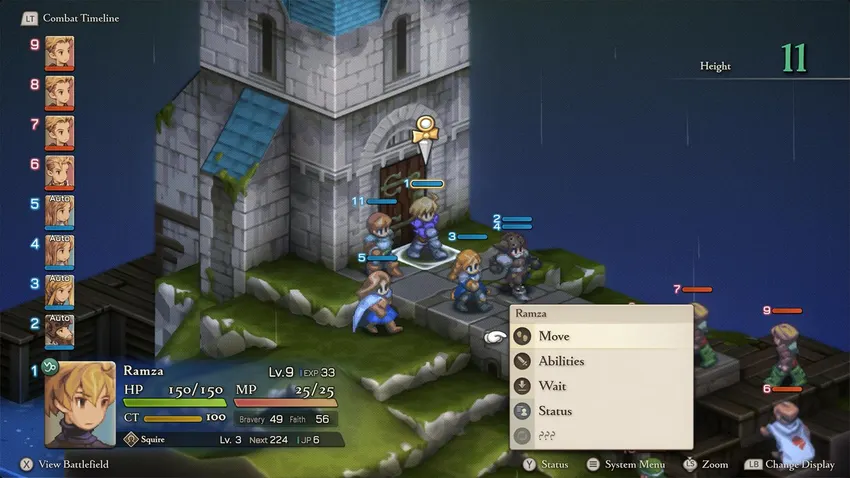 LT Combat Timeline
Height 11
9
8
7
6
Auto
5
Auto
4
Auto
3
Auto
2
1
1
11
2
4
3
5
7
9
6
Ramza
Move
Abilities
Wait
Status
???
Ramza Lv.9 EXP 33
HP 150/150 MP 25/25
CT 100 Bravery 49 Faith 56
Squire Lv. 3 Next 224 JP 6
X View Battlefield Y Status System Menu LS Zoom LB Change Display